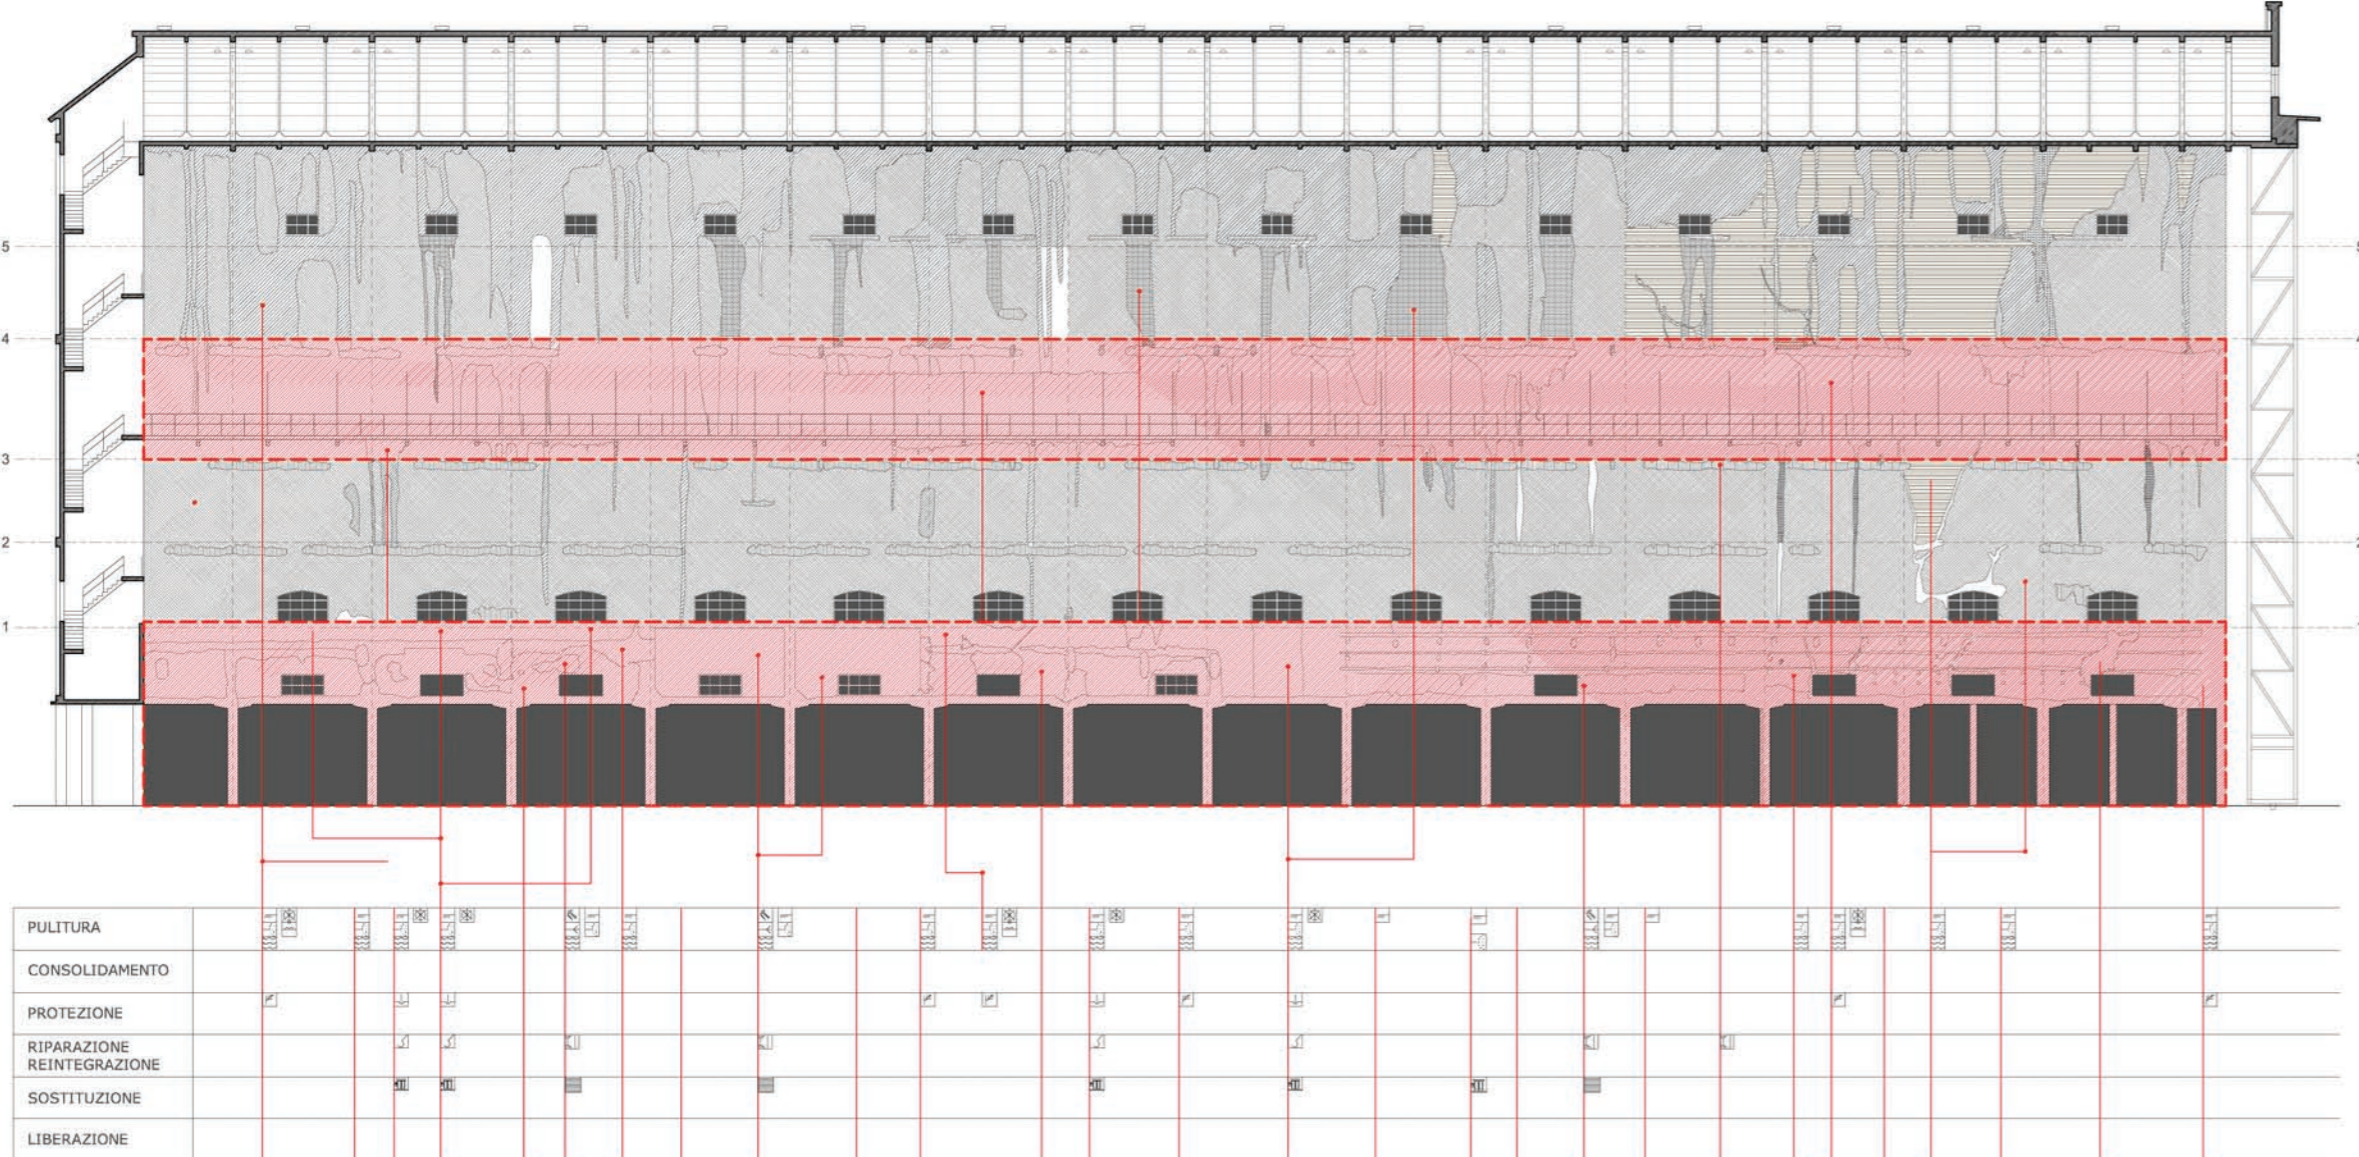 5
4
3
2
1
PULITURA
CONSOLIDAMENTO
PROTEZIONE
RIPARAZIONE
REINTEGRAZIONE
SOSTITUZIONE
LIBERAZIONE